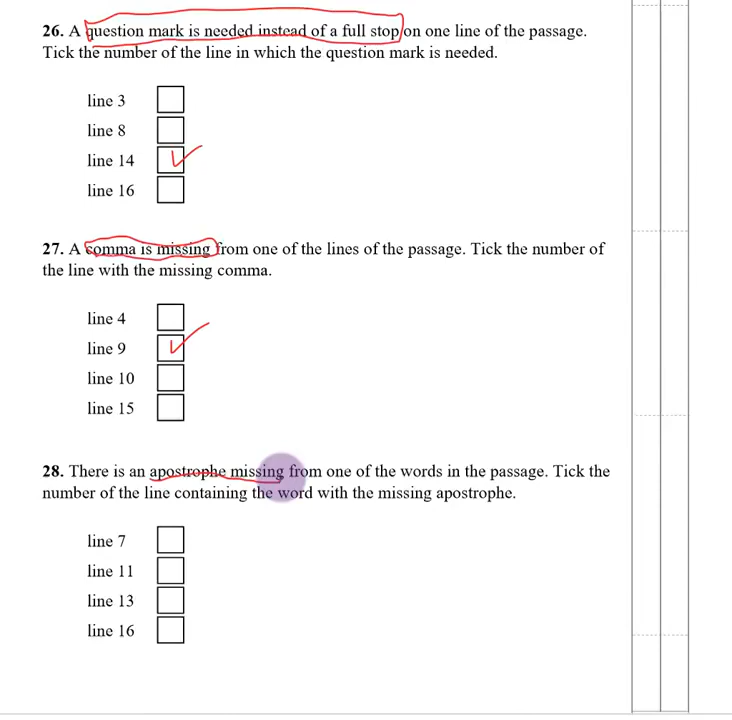 26. A question mark is needed instead of a full stop on one line of the passage.
Tick the number of the line in which the question mark is needed.
line 3
line 8
line 14
line 16
27. A comma is missing from one of the lines of the passage. Tick the number of
the line with the missing comma.
line 4
line 9
line 10
line 15
28. There is an apostrophe missing from one of the words in the passage. Tick the
number of the line containing the word with the missing apostrophe.
line 7
line 11
line 13
line 16